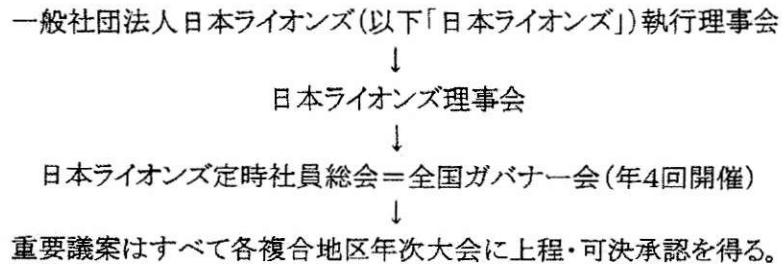 一般社団法人日本ライオンズ(以下「日本ライオンズ」)執行理事会
↓
日本ライオンズ理事会
↓
日本ライオンズ定時社員総会=全国ガバナー会(年4回開催)
↓
重要議案はすべて各複合地区年次大会に上程・可決承認を得る。